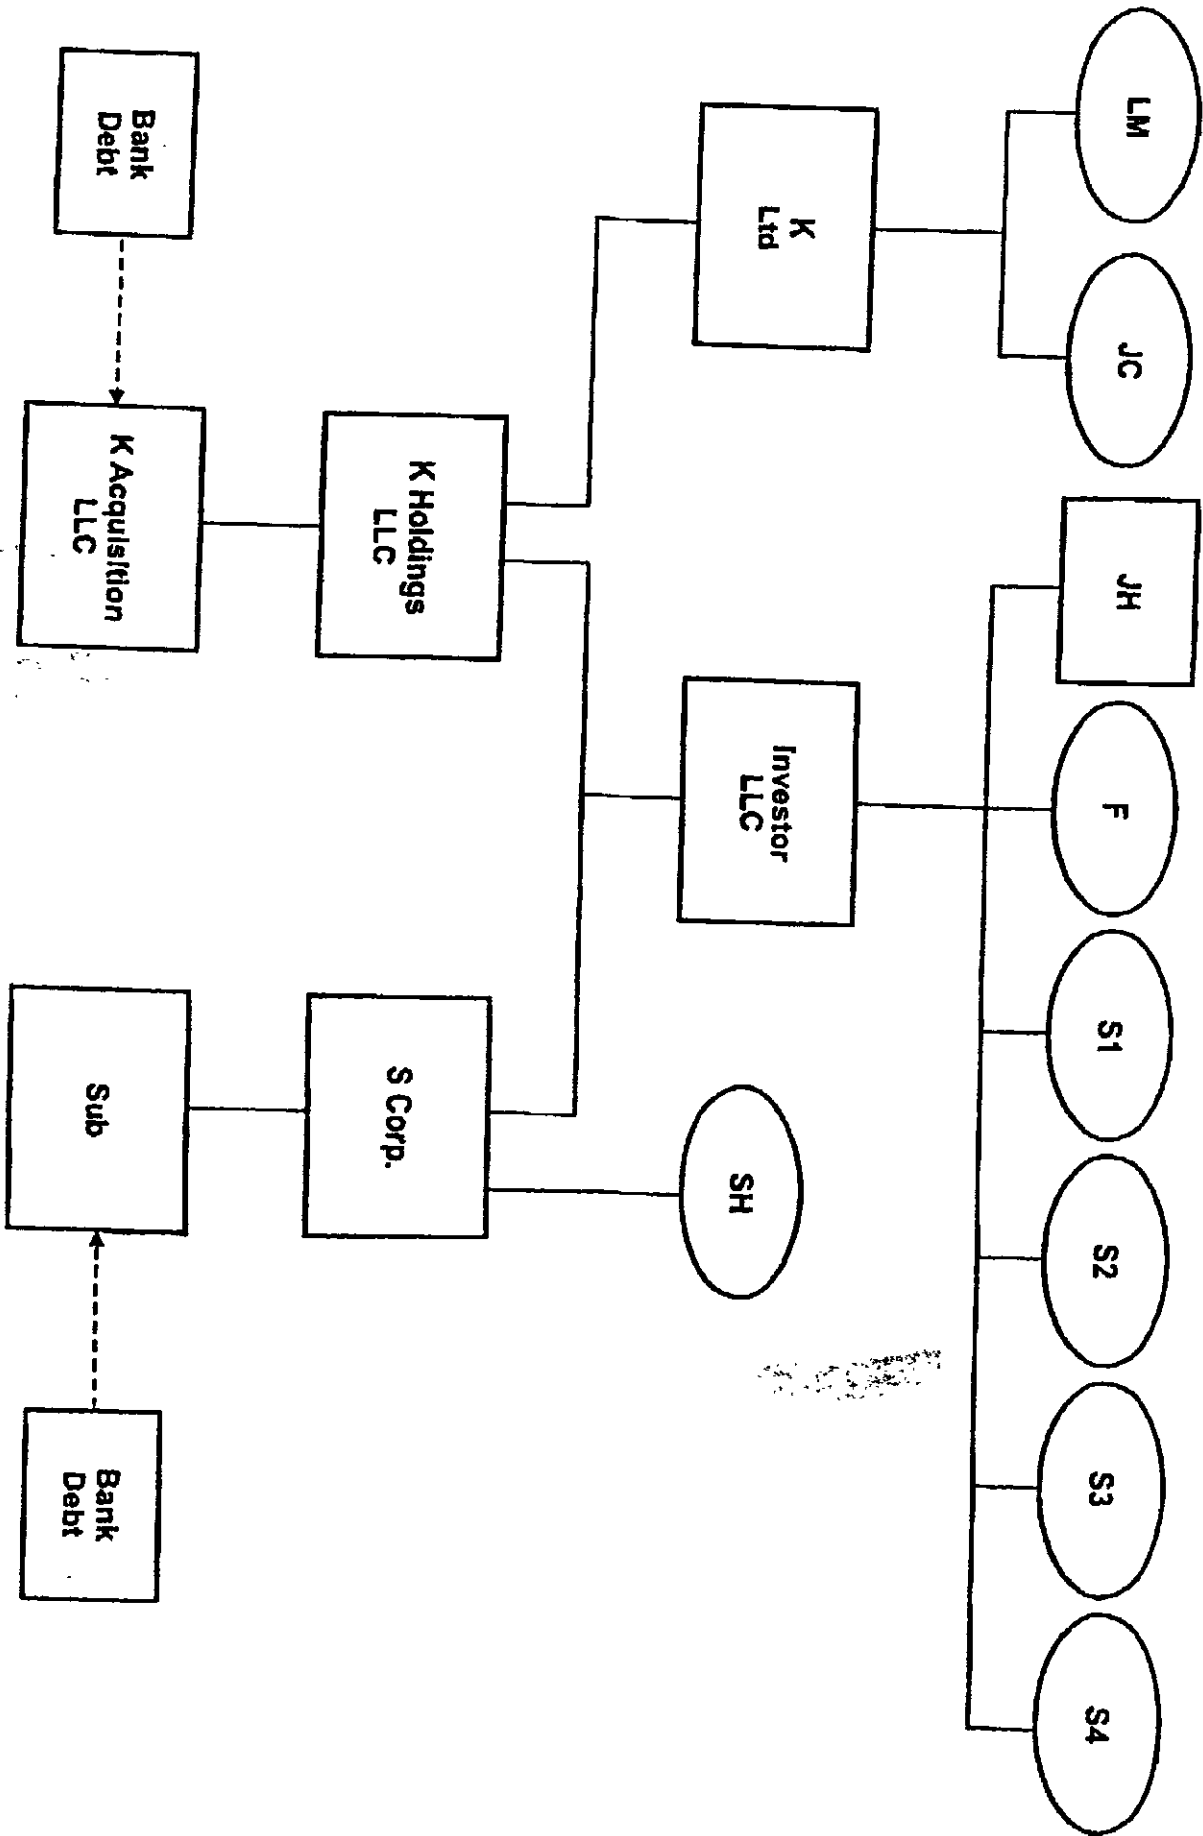 LM
JC
JH
F
S1
S2
S3
S4
K
Ltd
Investor
LLC
SH
K Holdings
LLC
S Corp.
Bank
Debt
K Acquisition
LLC
Sub
Bank
Debt